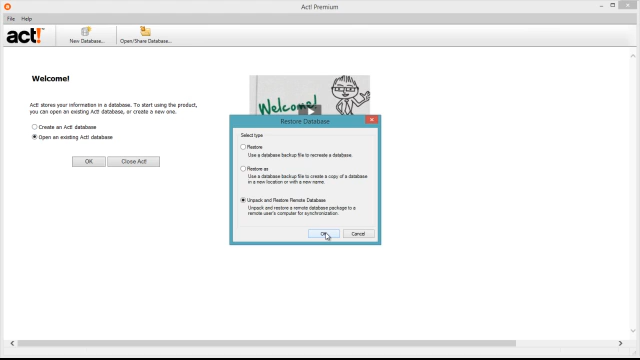 Act! Premium
File Help
act!
New Database...
Open/Share Database...
Welcome!
Act! stores your information in a database. To start using the product,
you can open an existing Act! database, or create a new one.
Create an Act! database
Open an existing Act! database
OK
Close Act!
Welcome!
Restore Database
Select type
Restore
Use a database backup file to recreate a database.
Restore as
Use a database backup file to create a copy of a database
in a new location or with a new name.
Unpack and Restore Remote Database
Unpack and restore a remote database package to a
remote user's computer for synchronization.
OK
Cancel